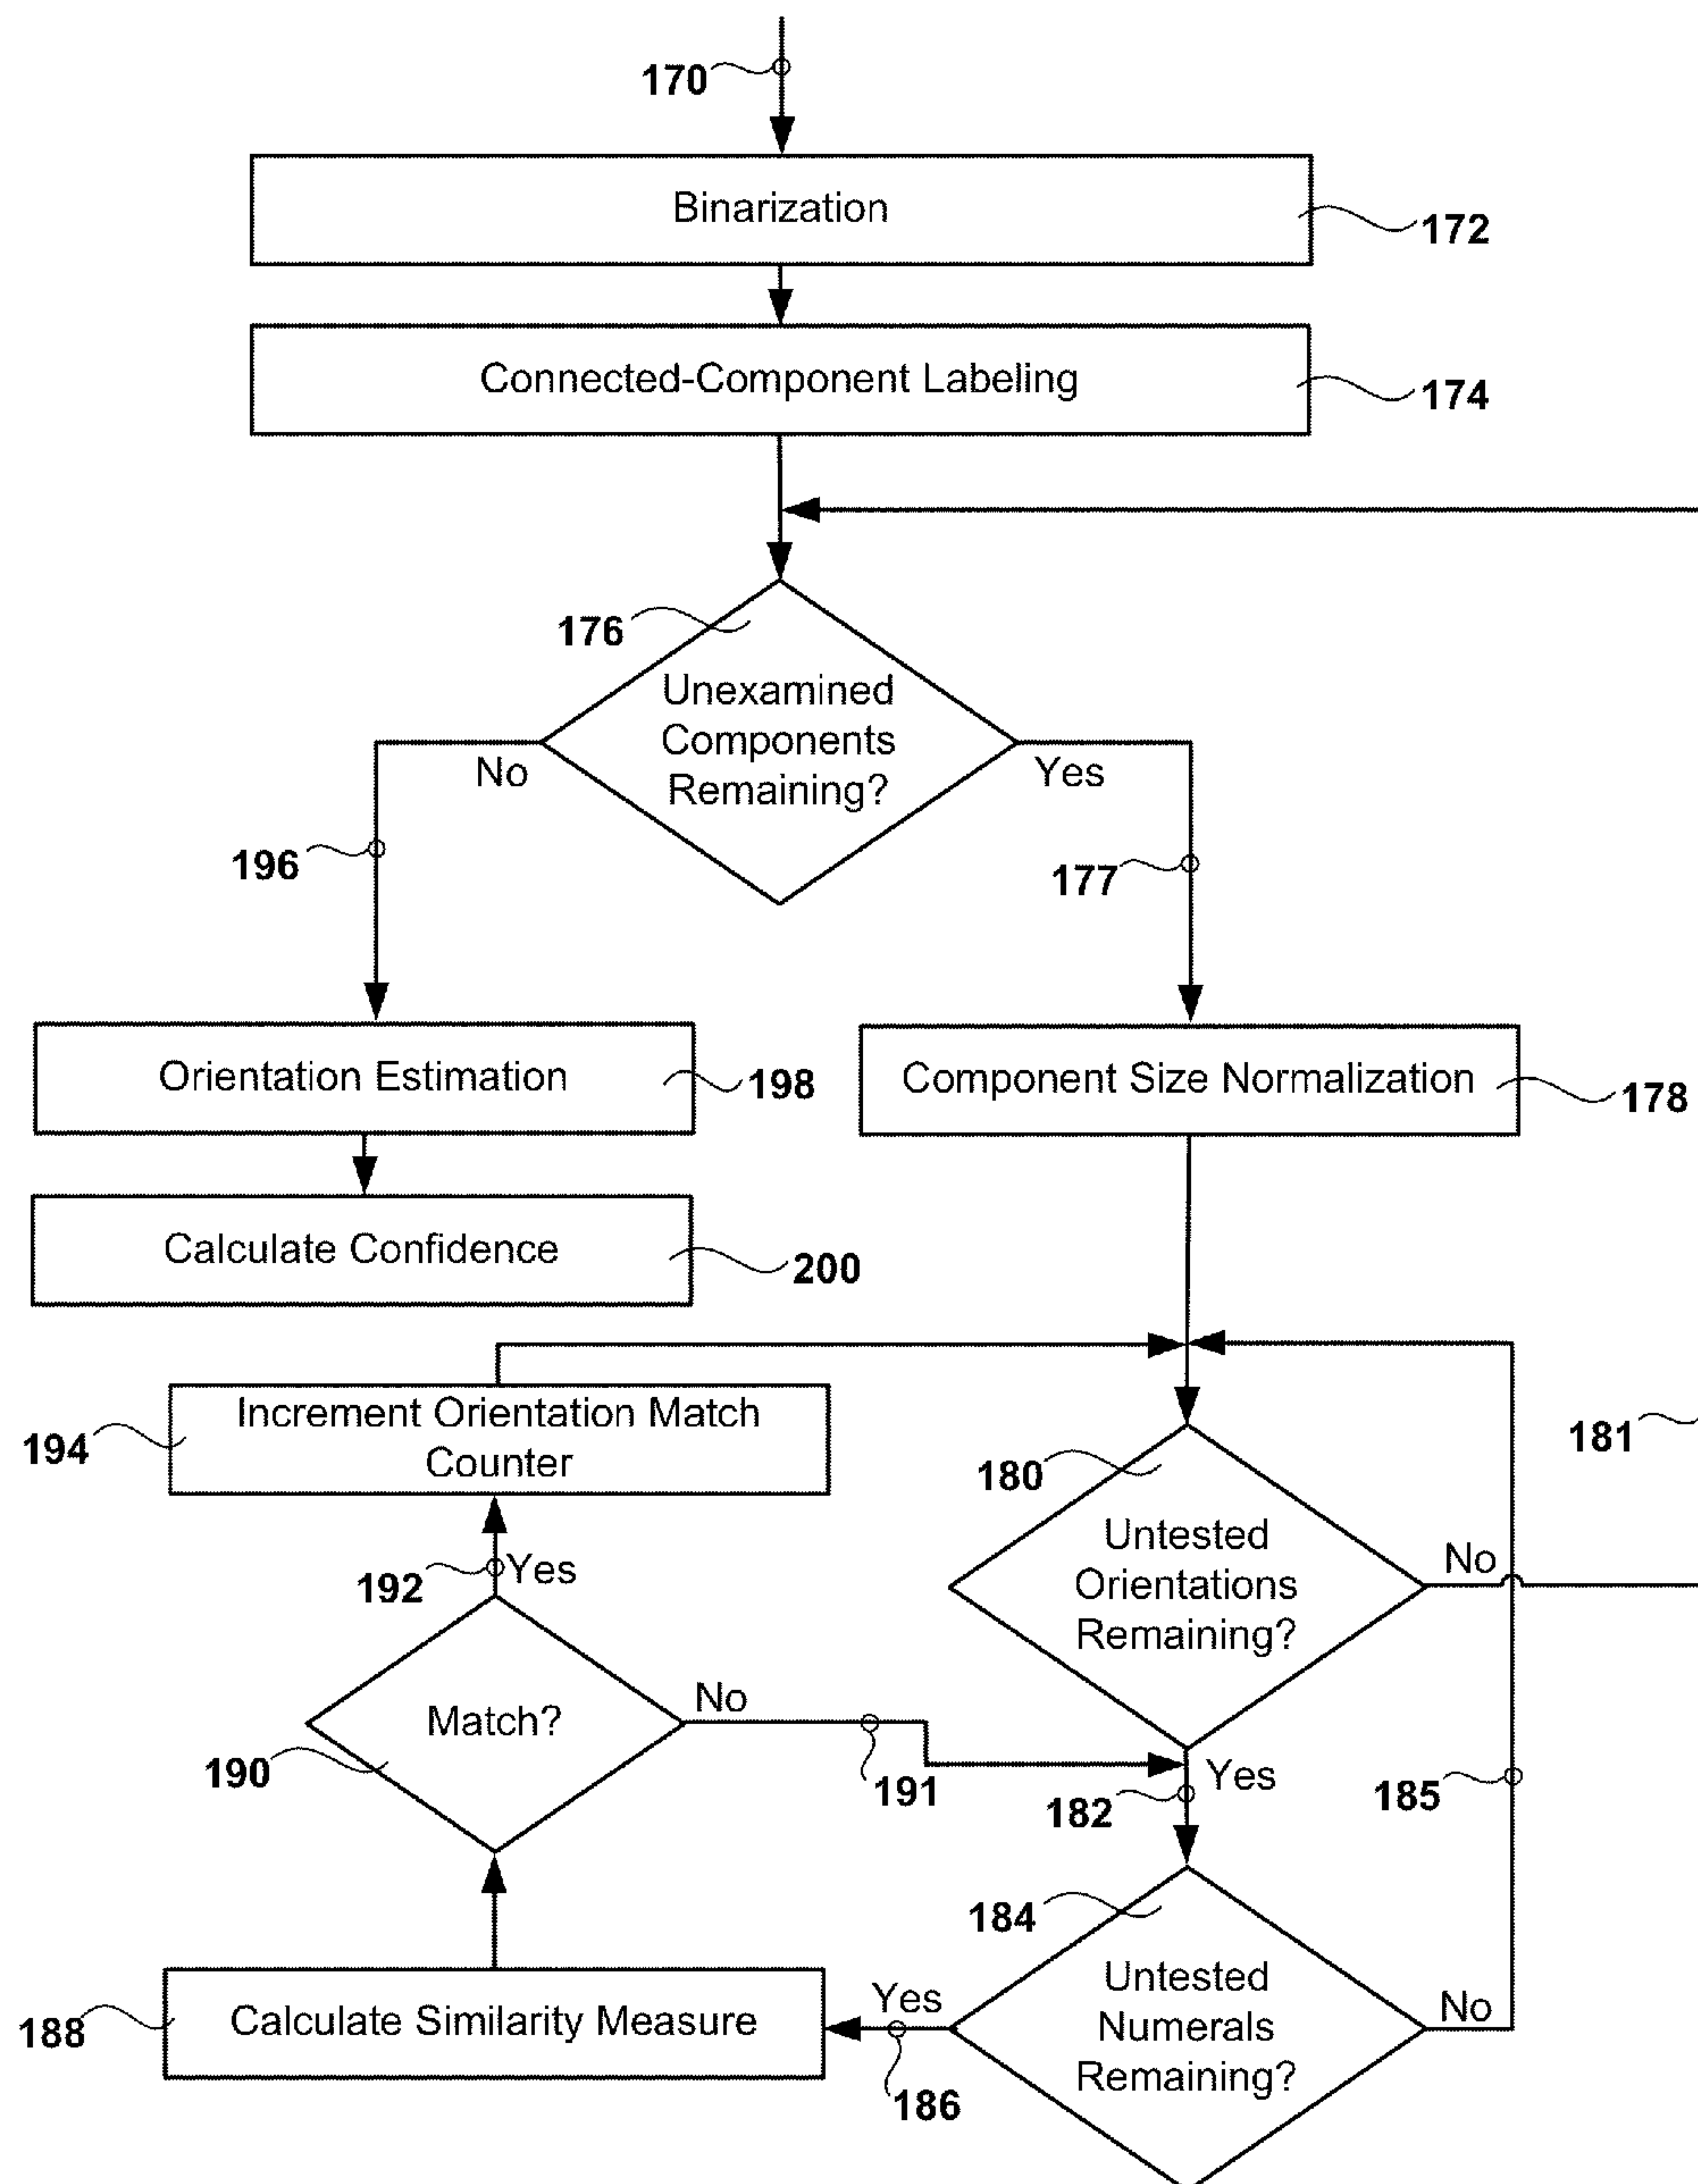 170
Binarization
172
Connected-Component Labeling
174
176
Unexamined
Components
Remaining?
No
Yes
196
177
Orientation Estimation
198
Component Size Normalization
178
Calculate Confidence
200
Increment Orientation Match
Counter
194
181
180
Untested
Orientations
Remaining?
No
192
Yes
Match?
No
190
191
Yes
182
185
184
Untested
Numerals
Remaining?
Yes
No
Calculate Similarity Measure
188
186